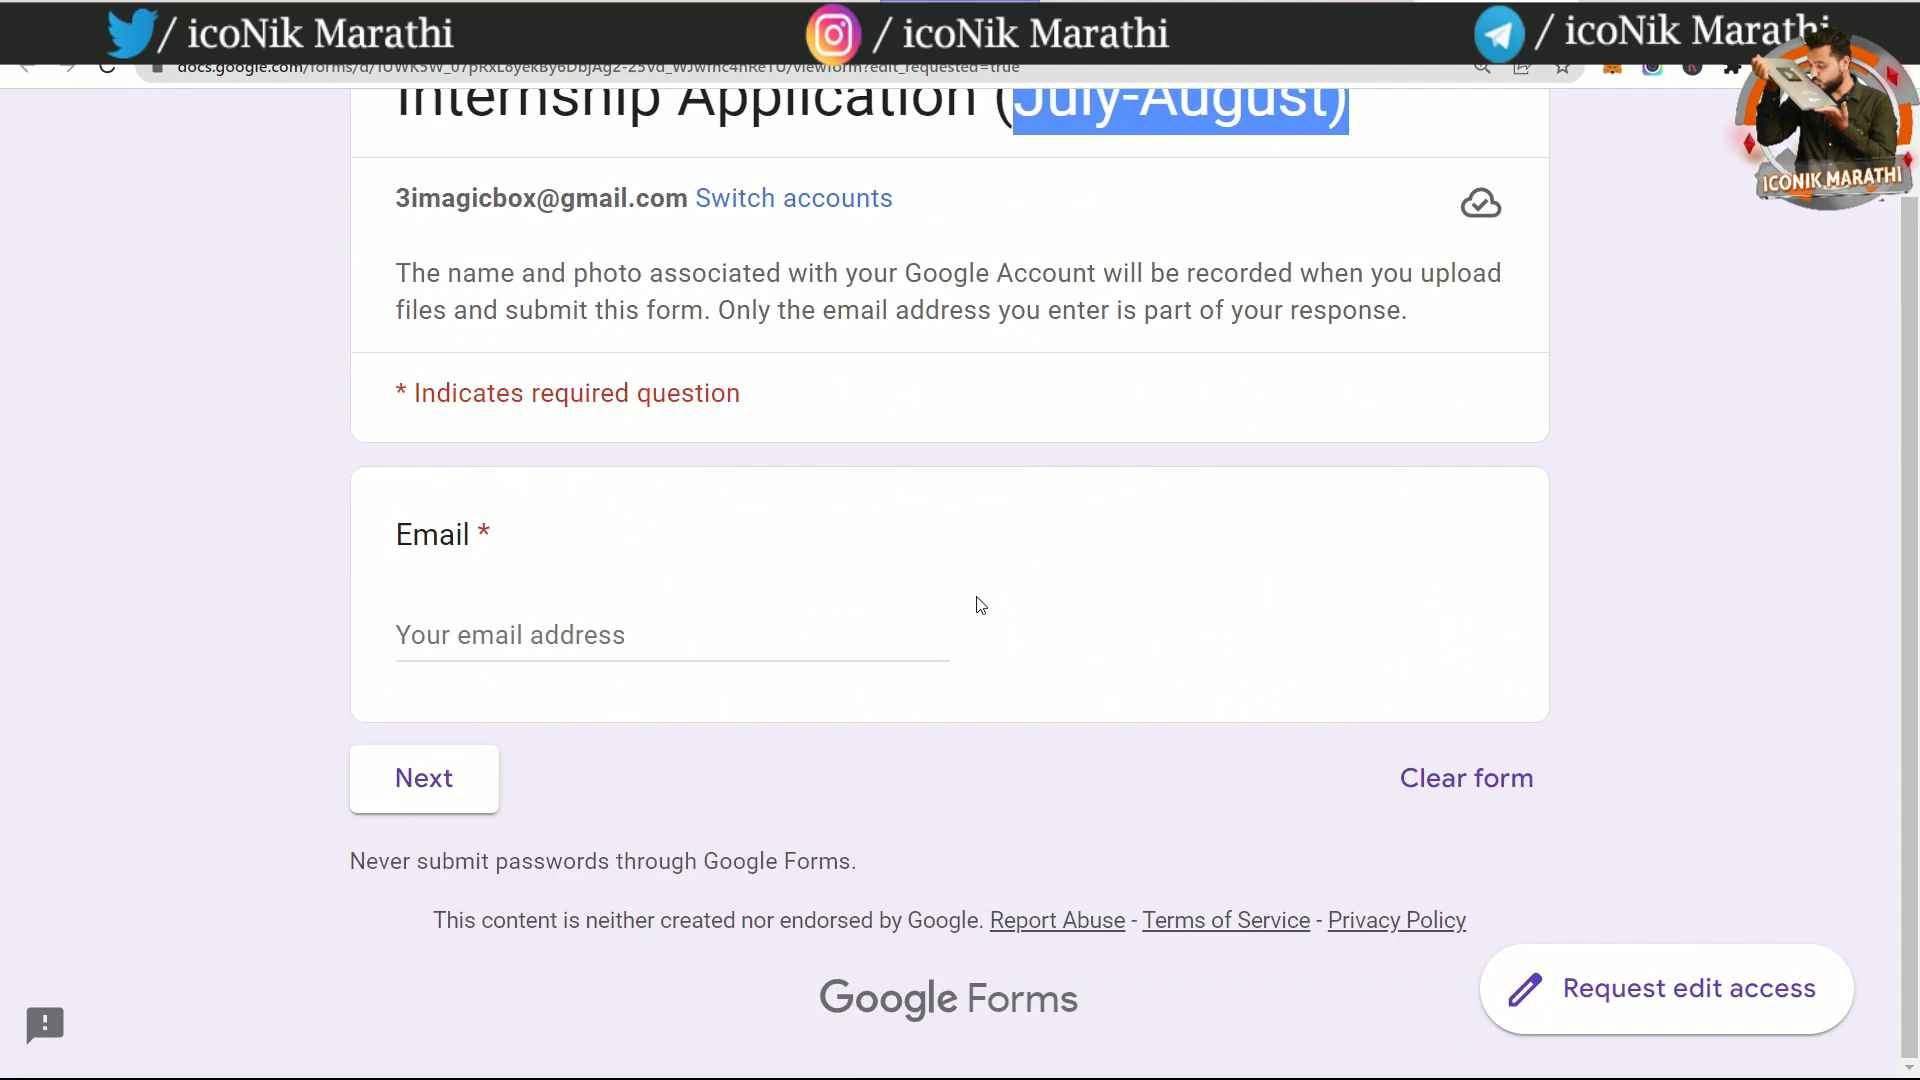 / icoNik Marathi
/ icoNik Marathi
/ icoNik Marathi
Internship Application (July-August)
3imagicbox@gmail.com Switch accounts
The name and photo associated with your Google Account will be recorded when you upload
files and submit this form. Only the email address you enter is part of your response.
* Indicates required question
Email *
Your email address
Next
Clear form
Never submit passwords through Google Forms.
This content is neither created nor endorsed by Google. Report Abuse - Terms of Service - Privacy Policy
Google Forms
Request edit access
ICONIK MARATHI